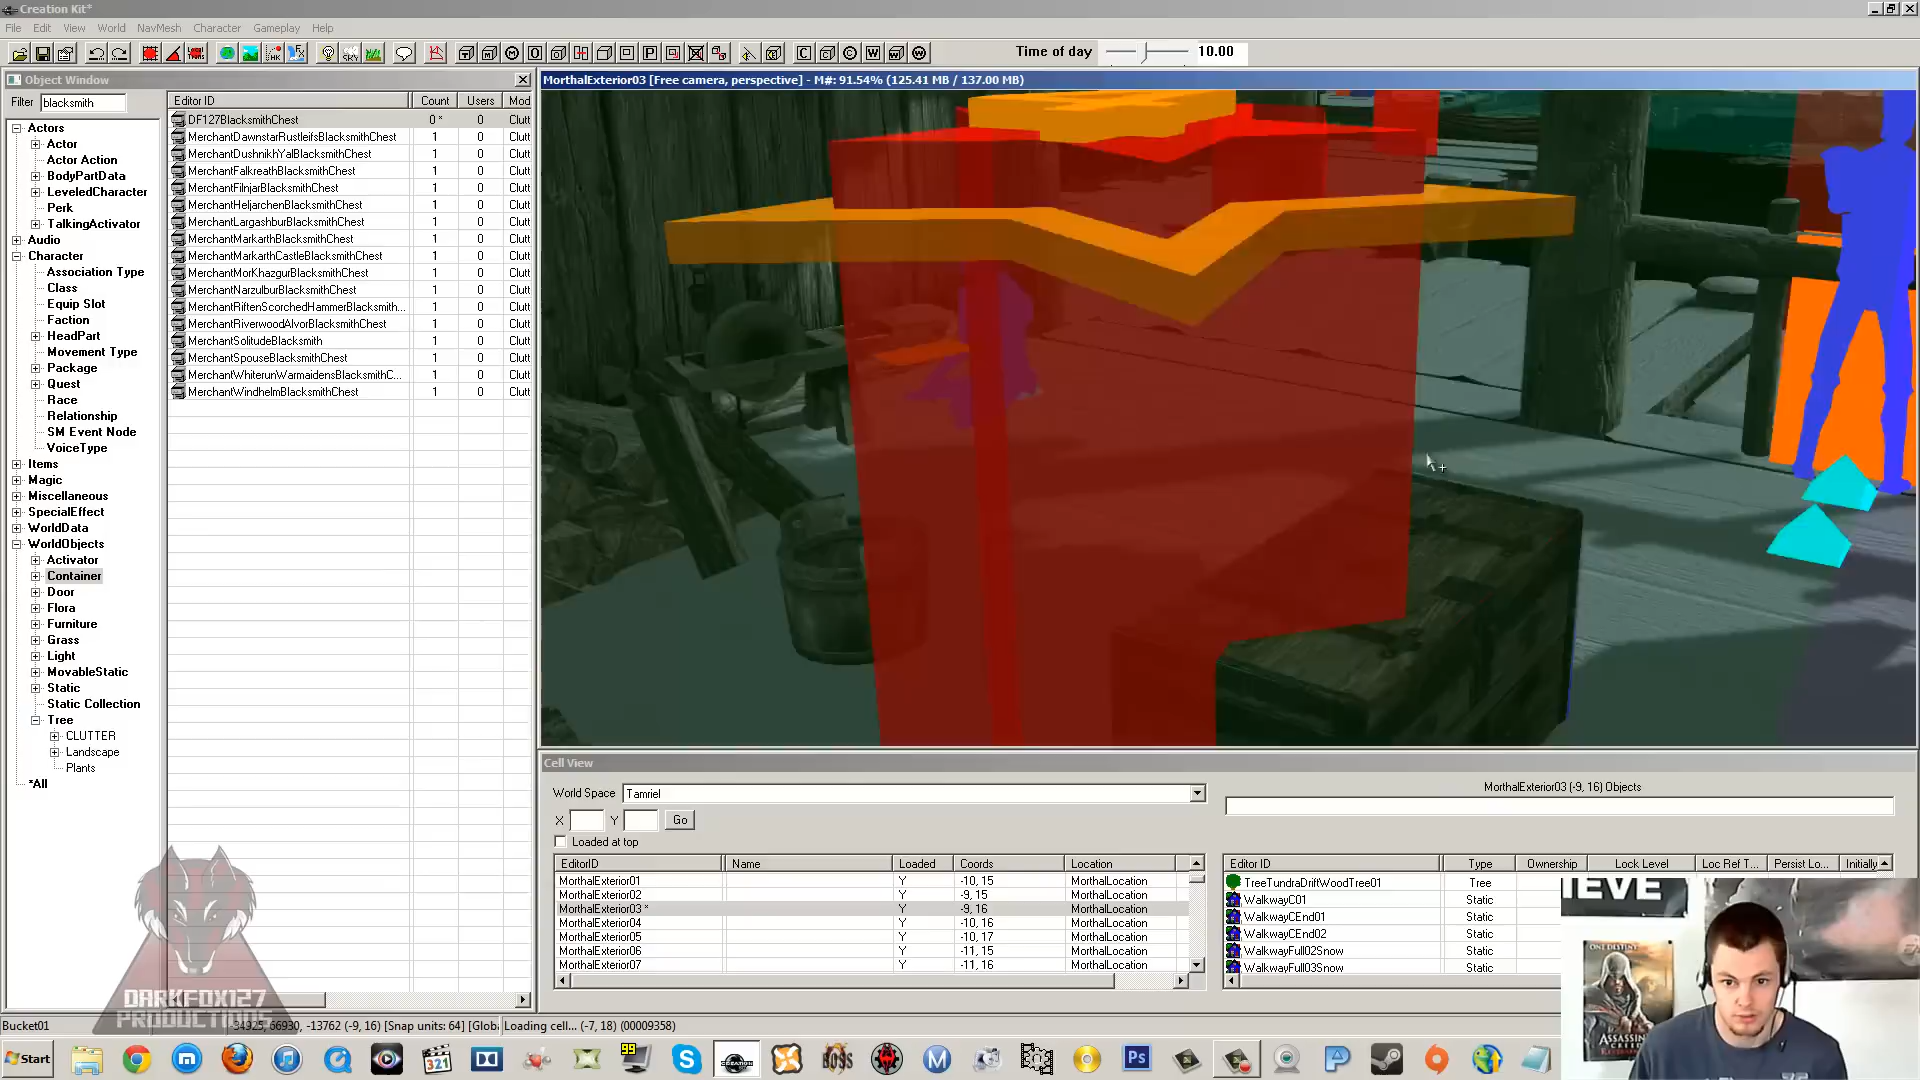 Creation Kit*
File Edit View World NavMesh Character Gameplay Help
Time of day 10.00
Object Window
Filter blacksmith
Actors
Actor
Actor Action
BodyPartData
LeveledCharacter
Perk
TalkingActivator
Audio
Character
Association Type
Class
Equip Slot
Faction
HeadPart
Movement Type
Package
Quest
Race
Relationship
SM Event Node
VoiceType
Items
Magic
Miscellaneous
SpecialEffect
WorldData
WorldObjects
Activator
Container
Door
Flora
Furniture
Grass
Light
MovableStatic
Static
Static Collection
Tree
CLUTTER
Landscape
Plants
*All
Editor ID Count Users Mod
DF127BlacksmithChest 0 * 0 Clutt
MerchantDawnstarRustleifsBlacksmithChest 1 0 Clutt
MerchantDushnikhYalBlacksmithChest 1 0 Clutt
MerchantFalkreathBlacksmithChest 1 0 Clutt
MerchantFilnjarBlacksmithChest 1 0 Clutt
MerchantHeljarchenBlacksmithChest 1 0 Clutt
MerchantLargashburBlacksmithChest 1 0 Clutt
MerchantMarkarthBlacksmithChest 1 0 Clutt
MerchantMarkarthCastleBlacksmithChest 1 0 Clutt
MerchantMorKhazgurBlacksmithChest 1 0 Clutt
MerchantNarzulburBlacksmithChest 1 0 Clutt
MerchantRiftenScorchedHammerBlacksmith... 1 0 Clutt
MerchantRiverwoodAlvorBlacksmithChest 1 0 Clutt
MerchantSolitudeBlacksmith 1 0 Clutt
MerchantSpouseBlacksmithChest 1 0 Clutt
MerchantWhiterunWarmaidensBlacksmithC... 1 0 Clutt
MerchantWindhelmBlacksmithChest 1 0 Clutt
MorthalExterior03 [Free camera, perspective] - M#: 91.54% (125.41 MB / 137.00 MB)
Cell View
World Space Tamriel
X Y Go
Loaded at top
EditorID Name Loaded Coords Location
MorthalExterior01 Y -10, 15 MorthalLocation
MorthalExterior02 Y -9, 15 MorthalLocation
MorthalExterior03 * Y -9, 16 MorthalLocation
MorthalExterior04 Y -10, 16 MorthalLocation
MorthalExterior05 Y -10, 17 MorthalLocation
MorthalExterior06 Y -11, 15 MorthalLocation
MorthalExterior07 Y -11, 16 MorthalLocation
MorthalExterior03 (-9, 16) Objects
Editor ID Type Ownership Lock Level Loc Ref T... Persist Lo... Initially
TreeTundraDriftWoodTree01 Tree
WalkwayC01 Static
WalkwayCEnd01 Static
WalkwayCEnd02 Static
WalkwayFull02Snow Static
WalkwayFull03Snow Static
IEVE
ONE DESTINY
ASSASSIN'S
DARKFOX127
PRODUCTIONS
Bucket01 -34925, 66930, -13762 (-9, 16) [Snap units: 64] [Globa Loading cell... (-7, 18) (00009358)
Start
321
99
BOSS
Ps